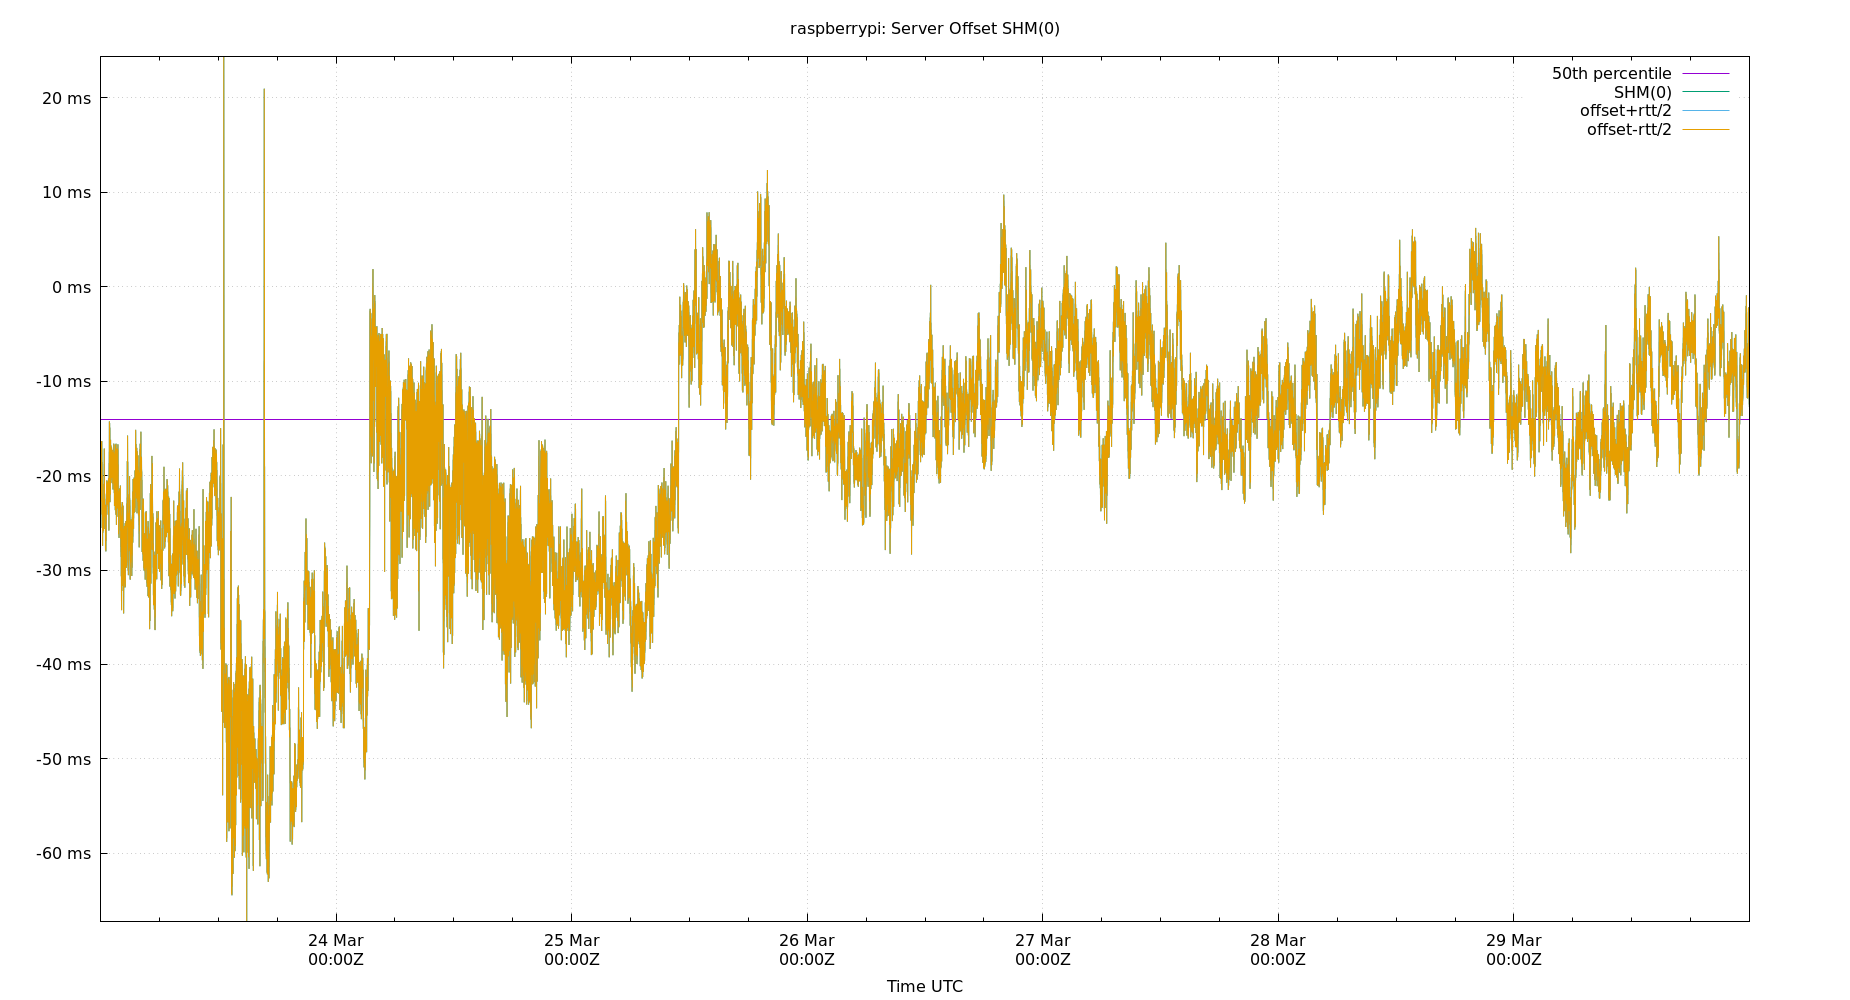 raspberrypi: Server Offset SHM(0)
50th percentile
SHM(0)
offset+rtt/2
offset-rtt/2
20 ms
10 ms
0 ms
-10 ms
-20 ms
-30 ms
-40 ms
-50 ms
-60 ms
24 Mar 25 Mar 26 Mar 27 Mar 28 Mar 29 Mar
00:00Z 00:00Z 00:00Z 00:00Z 00:00Z 00:00Z
Time UTC